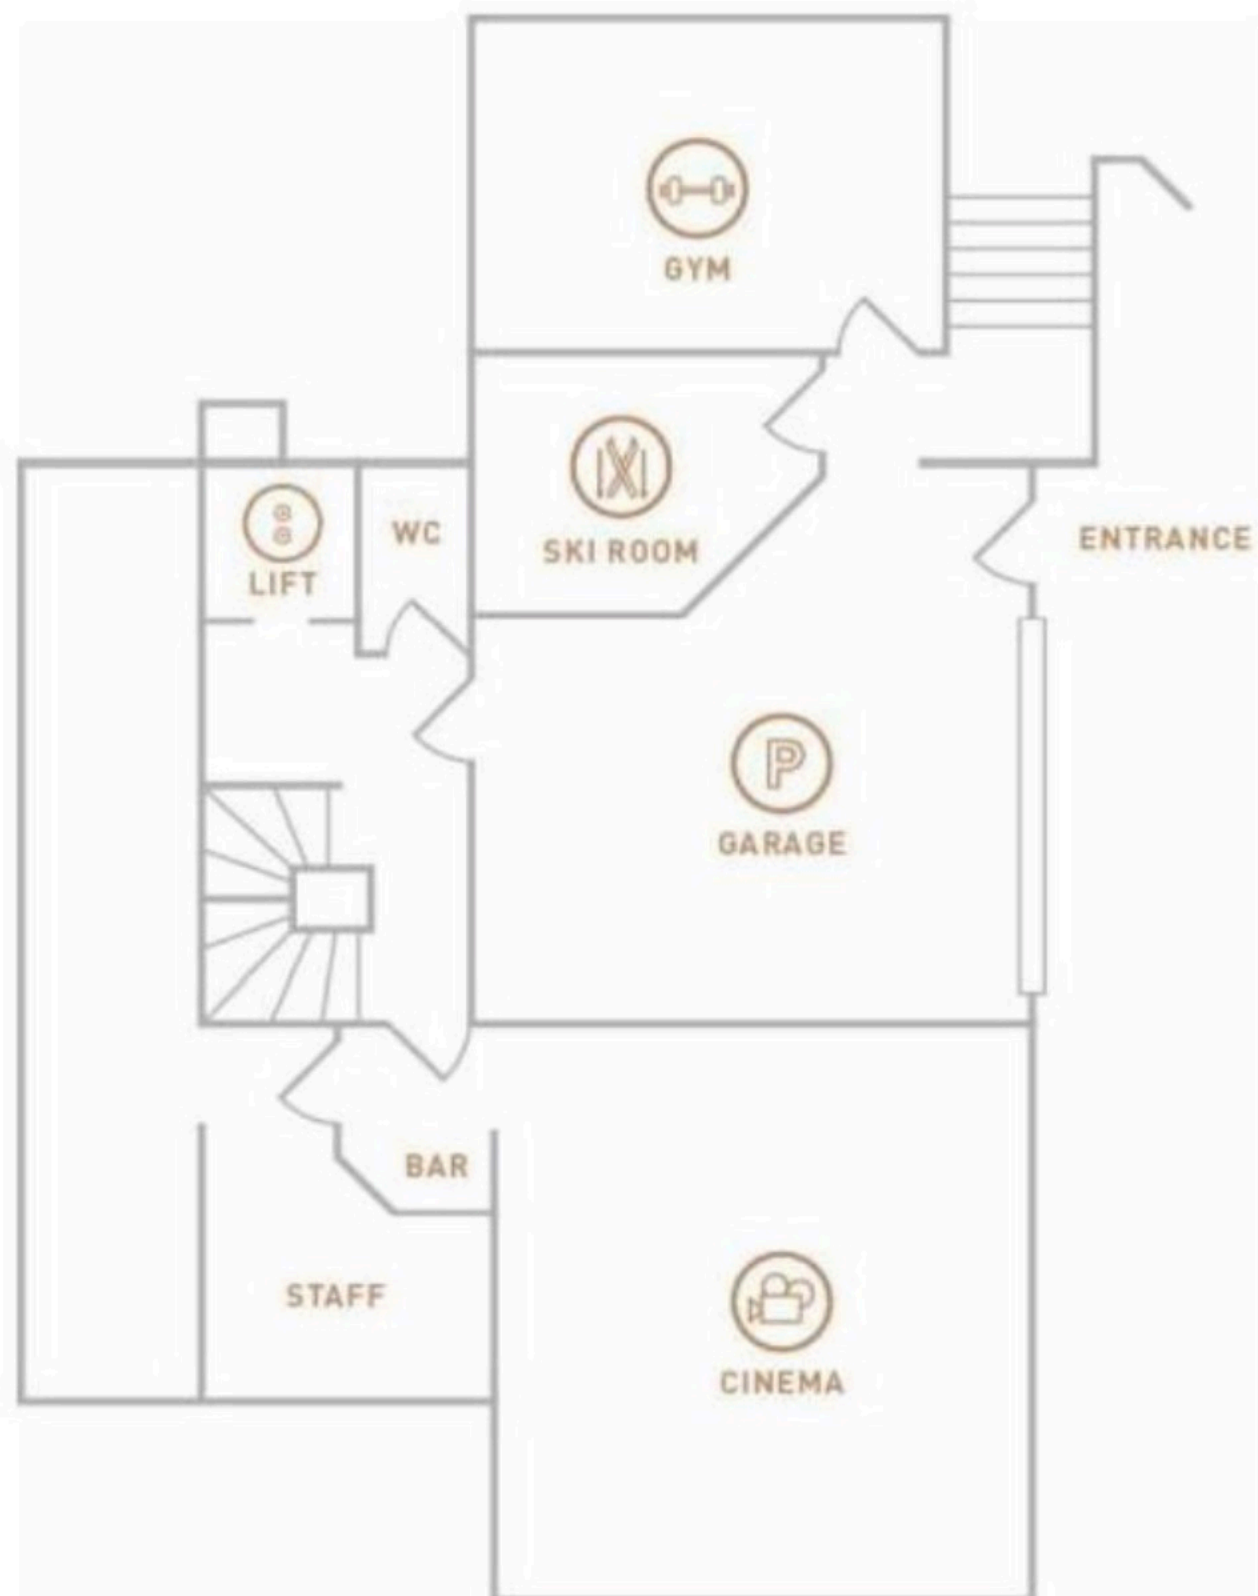 GYM
WC
SKI ROOM
ENTRANCE
LIFT
P
GARAGE
BAR
STAFF
CINEMA